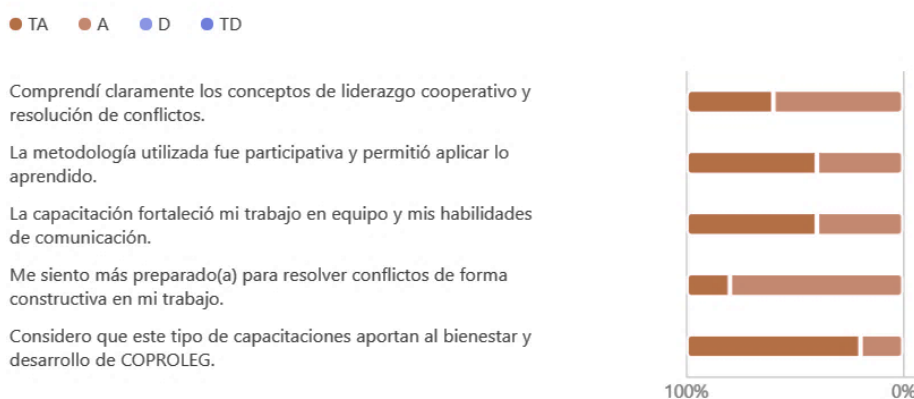 TA A D TD
Comprendí claramente los conceptos de liderazgo cooperativo y
resolución de conflictos.
La metodología utilizada fue participativa y permitió aplicar lo
aprendido.
La capacitación fortaleció mi trabajo en equipo y mis habilidades
de comunicación.
Me siento más preparado(a) para resolver conflictos de forma
constructiva en mi trabajo.
Considero que este tipo de capacitaciones aportan al bienestar y
desarrollo de COPROLEG.
100% 0%